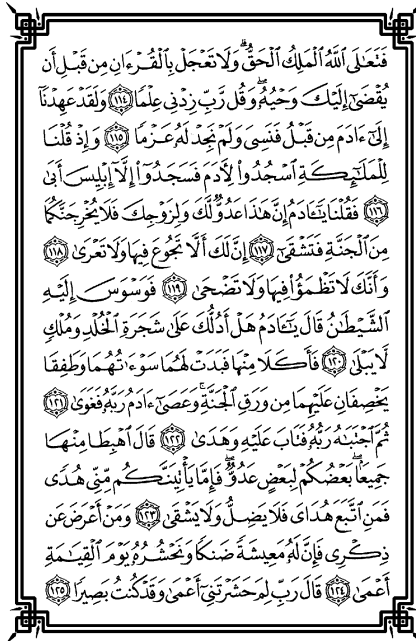 فَتَعَٰلَى ٱللَّهُ ٱلۡمَلِكُ ٱلۡحَقُّۗ وَلَا تَعۡجَلۡ بِٱلۡقُرۡءَانِ مِن قَبۡلِ أَن
يُقۡضَىٰٓ إِلَيۡكَ وَحۡيُهُۥۖ وَقُل رَّبِّ زِدۡنِي عِلۡمٗا ١١٤ وَلَقَدۡ عَهِدۡنَآ
إِلَىٰٓ ءَادَمَ مِن قَبۡلُ فَنَسِيَ وَلَمۡ نَجِدۡ لَهُۥ عَزۡمٗا ١١٥ وَإِذۡ قُلۡنَا
لِلۡمَلَٰٓئِكَةِ ٱسۡجُدُواْ لِأٓدَمَ فَسَجَدُوٓاْ إِلَّآ إِبۡلِيسَ أَبَىٰ
١١٦ فَقُلۡنَا يَٰٓـَٔادَمُ إِنَّ هَٰذَا عَدُوّٞ لَّكَ وَلِزَوۡجِكَ فَلَا يُخۡرِجَنَّكُمَا
مِنَ ٱلۡجَنَّةِ فَتَشۡقَىٰٓ ١١٧ إِنَّ لَكَ أَلَّا تَجُوعَ فِيهَا وَلَا تَعۡرَىٰ ١١٨
وَأَنَّكَ لَا تَظۡمَؤُاْ فِيهَا وَلَا تَضۡحَىٰ ١١٩ فَوَسۡوَسَ إِلَيۡهِ
ٱلشَّيۡطَٰنُ قَالَ يَٰٓـَٔادَمُ هَلۡ أَدُلُّكَ عَلَىٰ شَجَرَةِ ٱلۡخُلۡدِ وَمُلۡكٖ
لَّا يَبۡلَىٰ ١٢٠ فَأَكَلَا مِنۡهَا فَبَدَتۡ لَهُمَا سَوۡءَٰتُهُمَا وَطَفِقَا
يَخۡصِفَانِ عَلَيۡهِمَا مِن وَرَقِ ٱلۡجَنَّةِۚ وَعَصَىٰٓ ءَادَمُ رَبَّهُۥ فَغَوَىٰ ١٢١
ثُمَّ ٱجۡتَبَٰهُ رَبُّهُۥ فَتَابَ عَلَيۡهِ وَهَدَىٰ ١٢٢ قَالَ ٱهۡبِطَا مِنۡهَا
جَمِيعَۢاۖ بَعۡضُكُمۡ لِبَعۡضٍ عَدُوّٞۖ فَإِمَّا يَأۡتِيَنَّكُم مِّنِّي هُدٗى
فَمَنِ ٱتَّبَعَ هُدَايَ فَلَا يَضِلُّ وَلَا يَشۡقَىٰ ١٢٣ وَمَنۡ أَعۡرَضَ عَن
ذِكۡرِي فَإِنَّ لَهُۥ مَعِيشَةٗ ضَنكٗا وَنَحۡشُرُهُۥ يَوۡمَ ٱلۡقِيَٰمَةِ
أَعۡمَىٰ ١٢٤ قَالَ رَبِّ لِمَ حَشَرۡتَنِيٓ أَعۡمَىٰ وَقَدۡ كُنتُ بَصِيرٗا ١٢٥